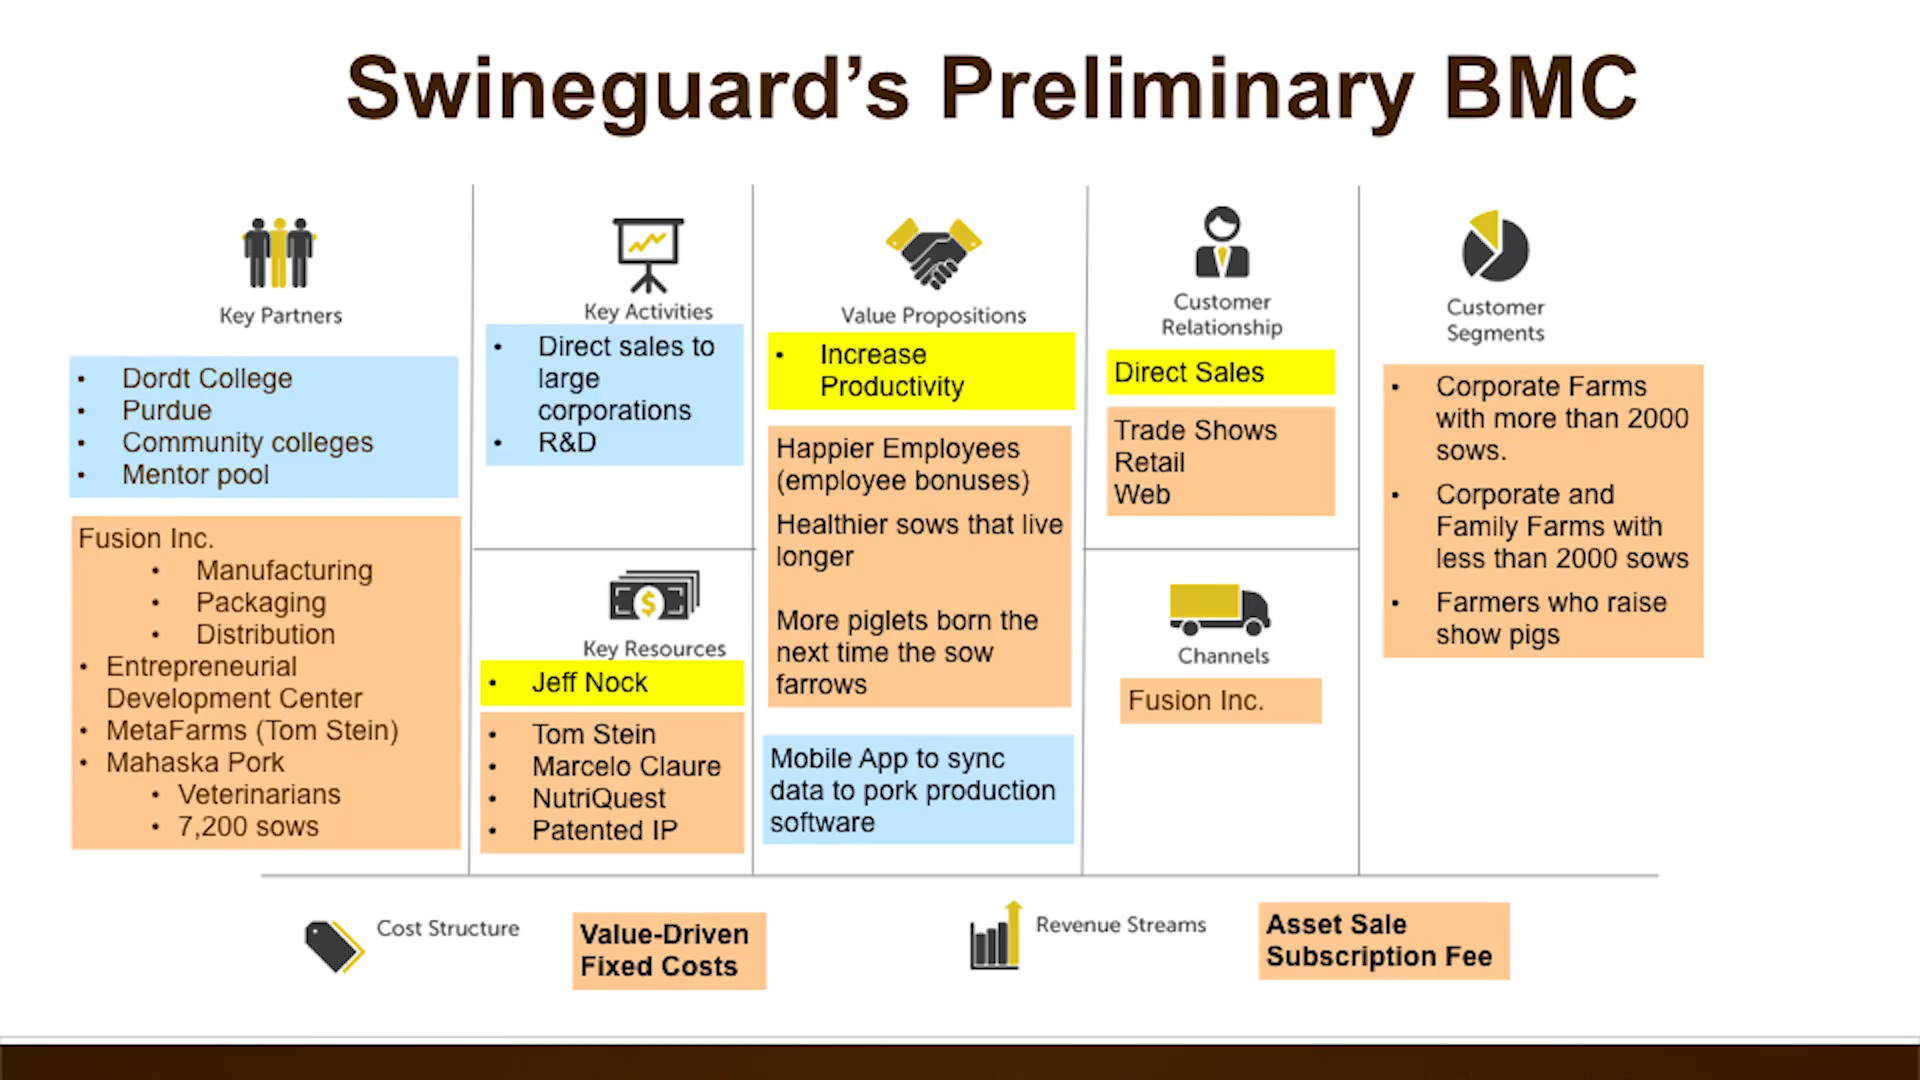 Swineguard’s Preliminary BMC
Key Partners
• Dordt College
• Purdue
• Community colleges
• Mentor pool
Fusion Inc.
• Manufacturing
• Packaging
• Distribution
• Entrepreneurial
Development Center
• MetaFarms (Tom Stein)
• Mahaska Pork
• Veterinarians
• 7,200 sows
Key Activities
• Direct sales to
large
corporations
• R&D
Key Resources
• Jeff Nock
• Tom Stein
• Marcelo Claure
• NutriQuest
• Patented IP
Value Propositions
• Increase
Productivity
Happier Employees
(employee bonuses)
Healthier sows that live
longer
More piglets born the
next time the sow
farrows
Mobile App to sync
data to pork production
software
Customer
Relationship
Direct Sales
Trade Shows
Retail
Web
Channels
Fusion Inc.
Customer
Segments
• Corporate Farms
with more than 2000
sows.
• Corporate and
Family Farms with
less than 2000 sows
• Farmers who raise
show pigs
Cost Structure
Value-Driven
Fixed Costs
Revenue Streams
Asset Sale
Subscription Fee